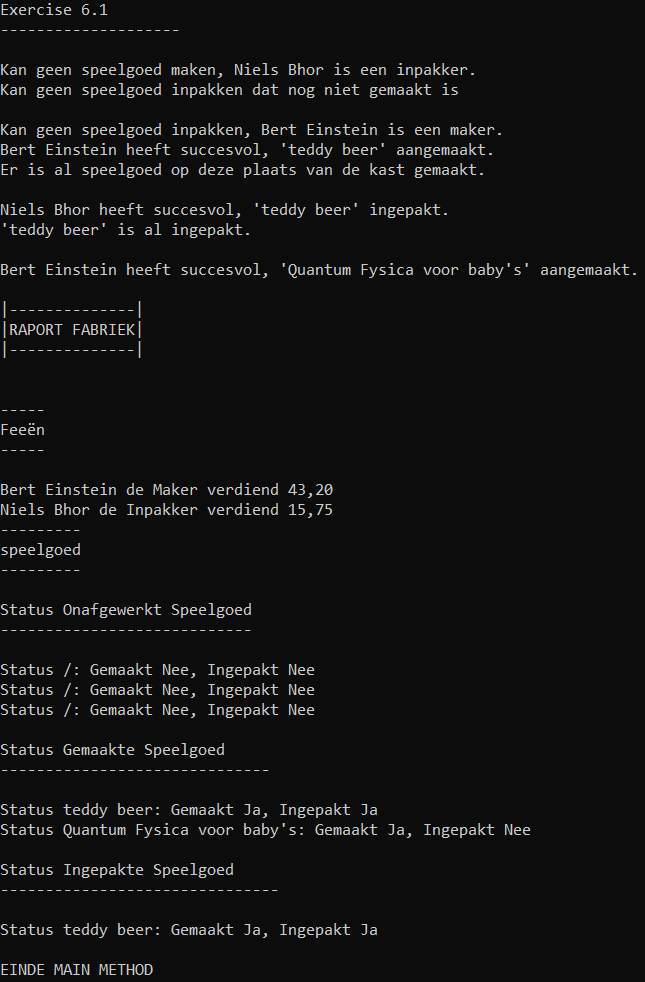 Exercise 6.1
--------------------
Kan geen speelgoed maken, Niels Bhor is een inpakker.
Kan geen speelgoed inpakken dat nog niet gemaakt is
Kan geen speelgoed inpakken, Bert Einstein is een maker.
Bert Einstein heeft succesvol, 'teddy beer' aangemaakt.
Er is al speelgoed op deze plaats van de kast gemaakt.
Niels Bhor heeft succesvol, 'teddy beer' ingepakt.
'teddy beer' is al ingepakt.
Bert Einstein heeft succesvol, 'Quantum Fysica voor baby's' aangemaakt.
|--------------|
|RAPORT FABRIEK|
|--------------|
-----
Feeën
-----
Bert Einstein de Maker verdiend 43,20
Niels Bhor de Inpakker verdiend 15,75
---------
speelgoed
---------
Status Onafgewerkt Speelgoed
----------------------------
Status /: Gemaakt Nee, Ingepakt Nee
Status /: Gemaakt Nee, Ingepakt Nee
Status /: Gemaakt Nee, Ingepakt Nee
Status Gemaakte Speelgoed
------------------------------
Status teddy beer: Gemaakt Ja, Ingepakt Ja
Status Quantum Fysica voor baby's: Gemaakt Ja, Ingepakt Nee
Status Ingepakte Speelgoed
-------------------------------
Status teddy beer: Gemaakt Ja, Ingepakt Ja
EINDE MAIN METHOD